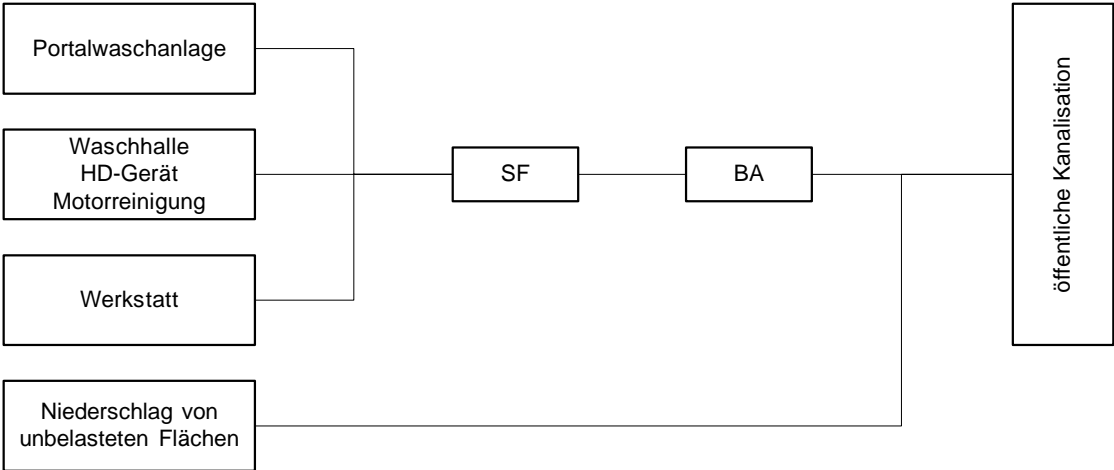 Portalwaschanlage
Waschhalle
HD-Gerät
Motorreinigung
Werkstatt
Niederschlag von
unbelasteten Flächen
SF
BA
öffentliche Kanalisation